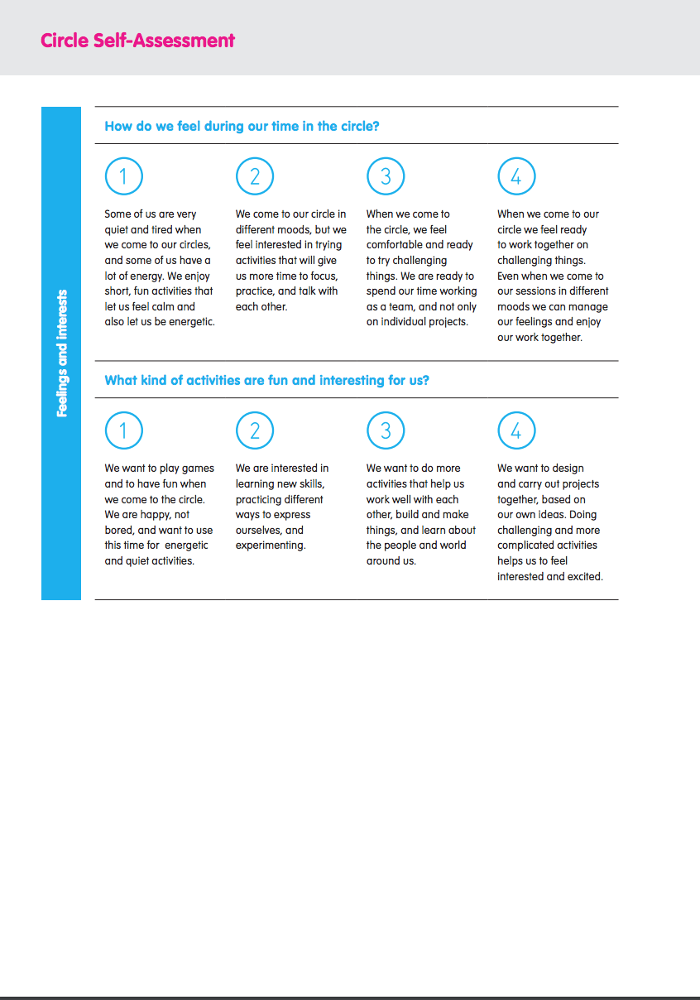 Circle Self-Assessment
Feelings and interests
How do we feel during our time in the circle?
1
Some of us are very
quiet and tired when
we come to our circles,
and some of us have a
lot of energy. We enjoy
short, fun activities that
let us feel calm and
also let us be energetic.
2
We come to our circle in
different moods, but we
feel interested in trying
activities that will give
us more time to focus,
practice, and talk with
each other.
3
When we come to
the circle, we feel
comfortable and ready
to try challenging
things. We are ready to
spend our time working
as a team, and not only
on individual projects.
4
When we come to our
circle we feel ready
to work together on
challenging things.
Even when we come to
our sessions in different
moods we can manage
our feelings and enjoy
our work together.
What kind of activities are fun and interesting for us?
1
We want to play games
and to have fun when
we come to the circle.
We are happy, not
bored, and want to use
this time for  energetic
and quiet activities.
2
We are interested in
learning new skills,
practicing different
ways to express
ourselves, and
experimenting.
3
We want to do more
activities that help us
work well with each
other, build and make
things, and learn about
the people and world
around us.
4
We want to design
and carry out projects
together, based on
our own ideas. Doing
challenging and more
complicated activities
helps us to feel
interested and excited.